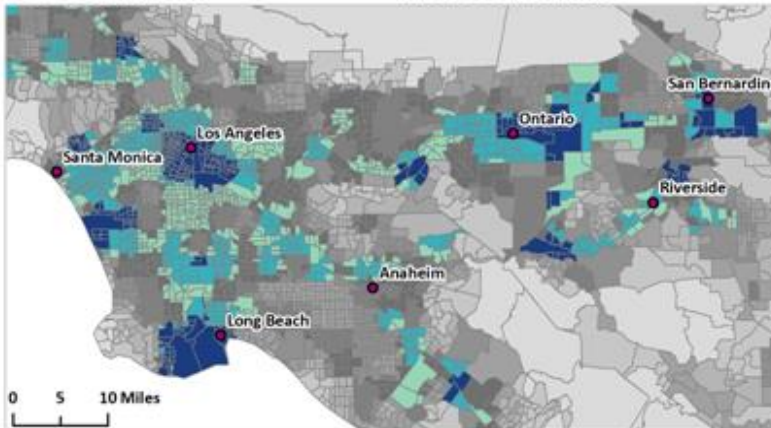 San Bernardin
Los Angeles
Ontario
Santa Monica
Riverside
Anaheim
Long Beach
0 5 10 Miles